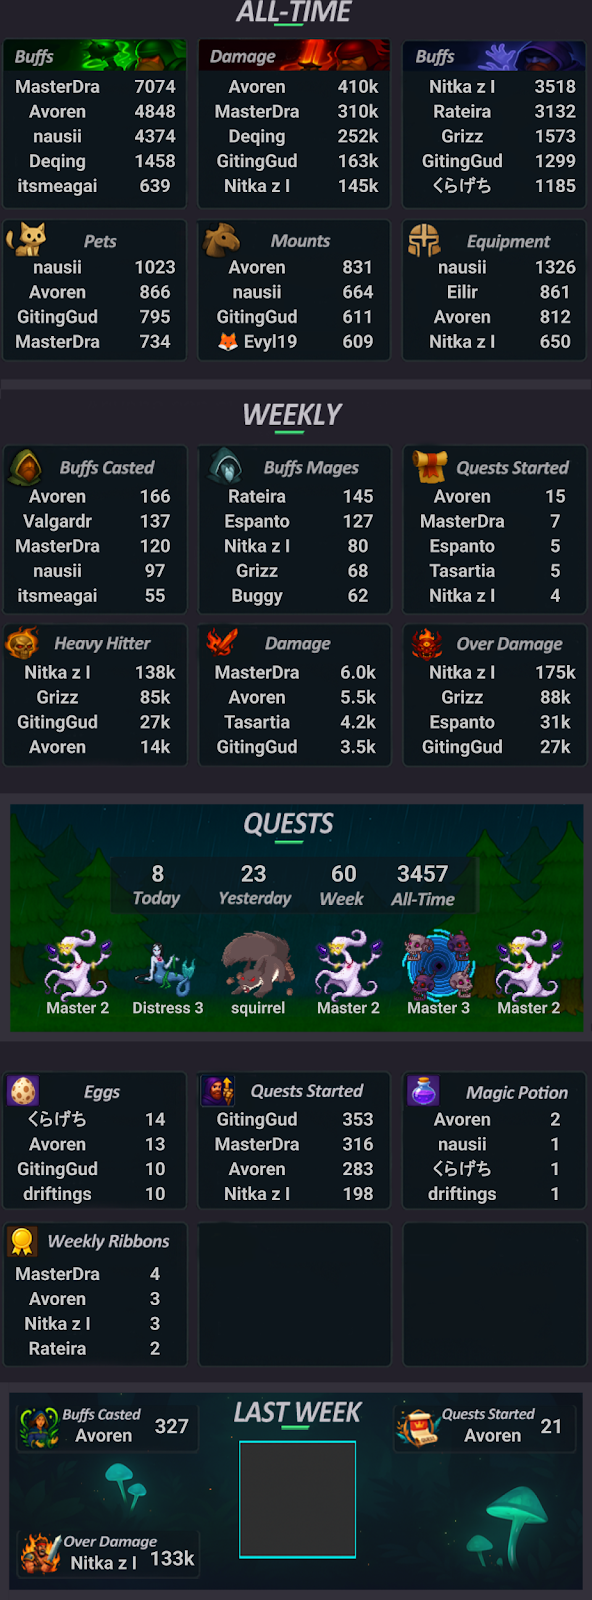 ALL-TIME
Buffs
MasterDra 7074
Avoren 4848
nausii 4374
Deqing 1458
itsmeagai 639
Damage
Avoren 410k
MasterDra 310k
Deqing 252k
GitingGud 163k
Nitka z I 145k
Buffs
Nitka z I 3518
Rateira 3132
Grizz 1573
GitingGud 1299
くらげち 1185
Pets
nausii 1023
Avoren 866
GitingGud 795
MasterDra 734
Mounts
Avoren 831
nausii 664
GitingGud 611
🦊 Evyl19 609
Equipment
nausii 1326
Eilir 861
Avoren 812
Nitka z I 650
WEEKLY
Buffs Casted
Avoren 166
Valgardr 137
MasterDra 120
nausii 97
itsmeagai 55
Buffs Mages
Rateira 145
Espanto 127
Nitka z I 80
Grizz 68
Buggy 62
Quests Started
Avoren 15
MasterDra 7
Espanto 5
Tasartia 5
Nitka z I 4
Heavy Hitter
Nitka z I 138k
Grizz 85k
GitingGud 27k
Avoren 14k
Damage
MasterDra 6.0k
Avoren 5.5k
Tasartia 4.2k
GitingGud 3.5k
Over Damage
Nitka z I 175k
Grizz 88k
Espanto 31k
GitingGud 27k
QUESTS
8 23 60 3457
Today Yesterday Week All-Time
Master 2 Distress 3 squirrel Master 2 Master 3 Master 2
Eggs
くらげち 14
Avoren 13
GitingGud 10
driftings 10
Quests Started
GitingGud 353
MasterDra 316
Avoren 283
Nitka z I 198
Magic Potion
Avoren 2
nausii 1
くらげち 1
driftings 1
Weekly Ribbons
MasterDra 4
Avoren 3
Nitka z I 3
Rateira 2
LAST WEEK
Buffs Casted
Avoren 327
Quests Started
Avoren 21
Over Damage
Nitka z I 133k